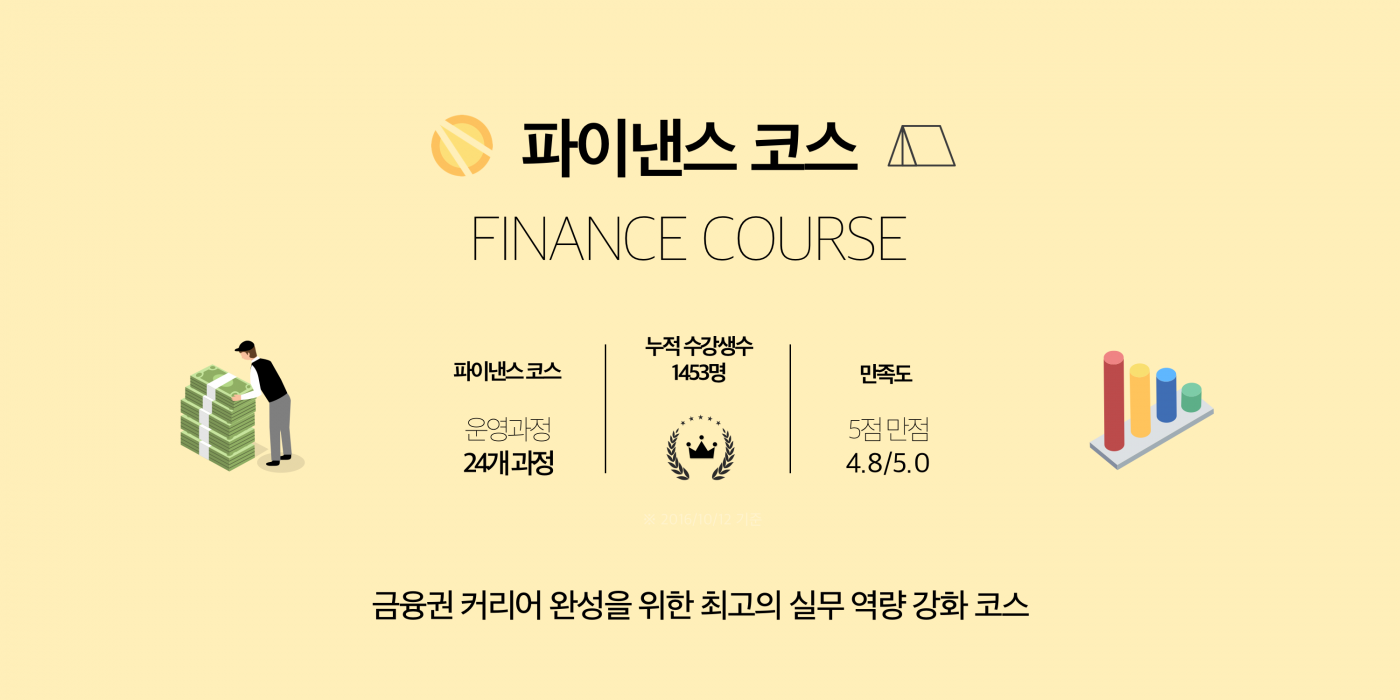 파이낸스 코스
FINANCE COURSE
파이낸스 코스
운영과정
24개 과정
누적 수강생수
1453명
만족도
5점 만점
4.8/5.0
금융권 커리어 완성을 위한 최고의 실무 역량 강화 코스